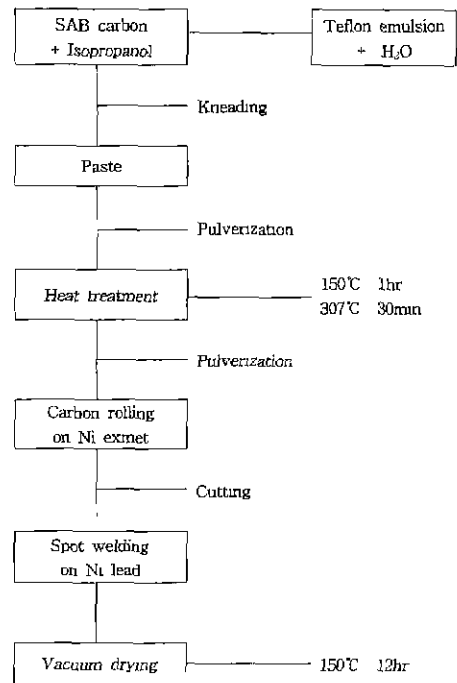 SAB carbon
+ Isopropanol
Teflon emulsion
+ H₂O
Kneading
Paste
Pulverization
Heat treatment
150℃ 1hr
307℃ 30min
Pulverization
Carbon rolling
on Ni exmet
Cutting
Spot welding
on Ni lead
Vacuum drying
150℃ 12hr